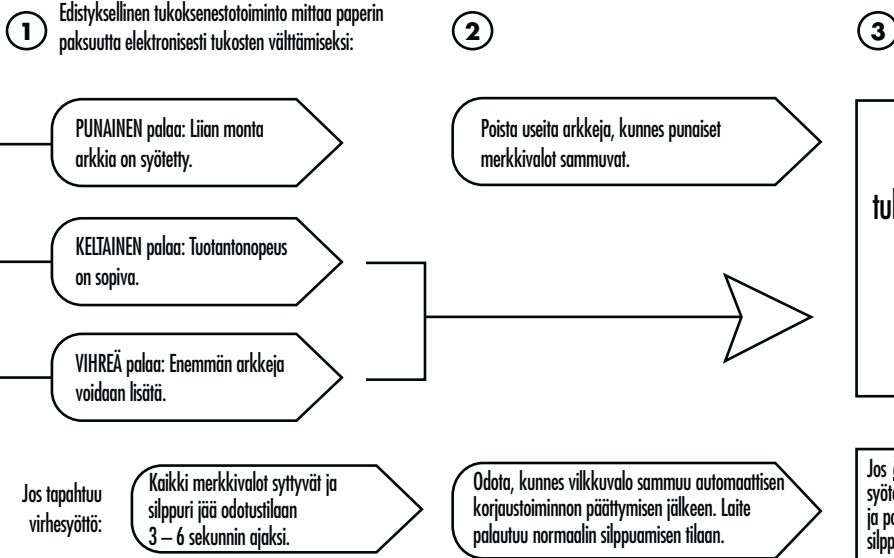 1
Edistyksellinen tukoksenestotoiminto mittaa paperin
paksuutta elektronisesti tukosten välttämiseksi:
2
3
PUNAINEN palaa: Liian monta
arkkia on syötetty.
Poista useita arkkeja, kunnes punaiset
merkkivalot sammuvat.
KELTAINEN palaa: Tuotantonopeus
on sopiva.
VIHREÄ palaa: Enemmän arkkeja
voidaan lisätä.
Jos tapahtuu
virhesyöttö:
Kaikki merkkivalot syttyvät ja
silppuri jää odotustilaan
3 – 6 sekunnin ajaksi.
Odota, kunnes vilkkuvalo sammuu automaattisen
korjaustoiminnon päättymisen jälkeen. Laite
palautuu normaalin silppuamisen tilaan.
Jos
ja